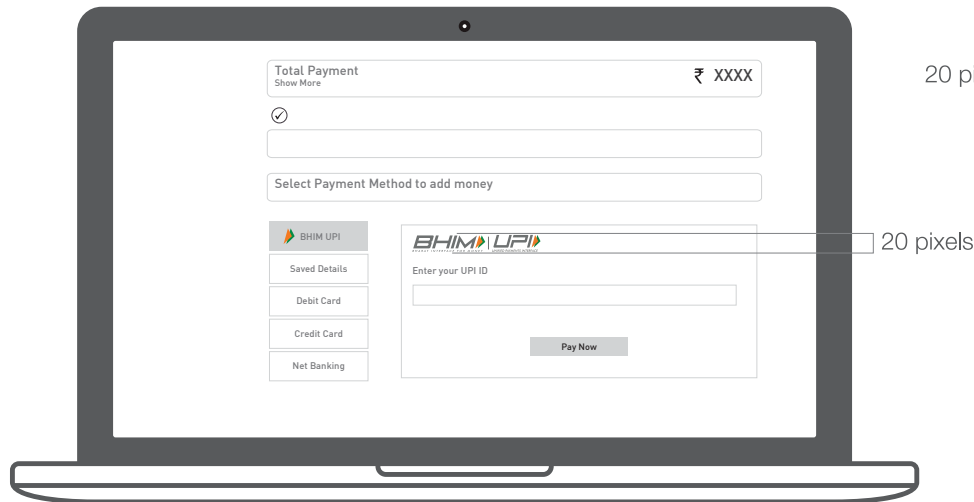 Total Payment
Show More
₹ XXXX
20 pi
Select Payment Method to add money
BHIM UPI
BHIM UPI
20 pixels
Saved Details
Enter your UPI ID
Debit Card
Credit Card
Pay Now
Net Banking